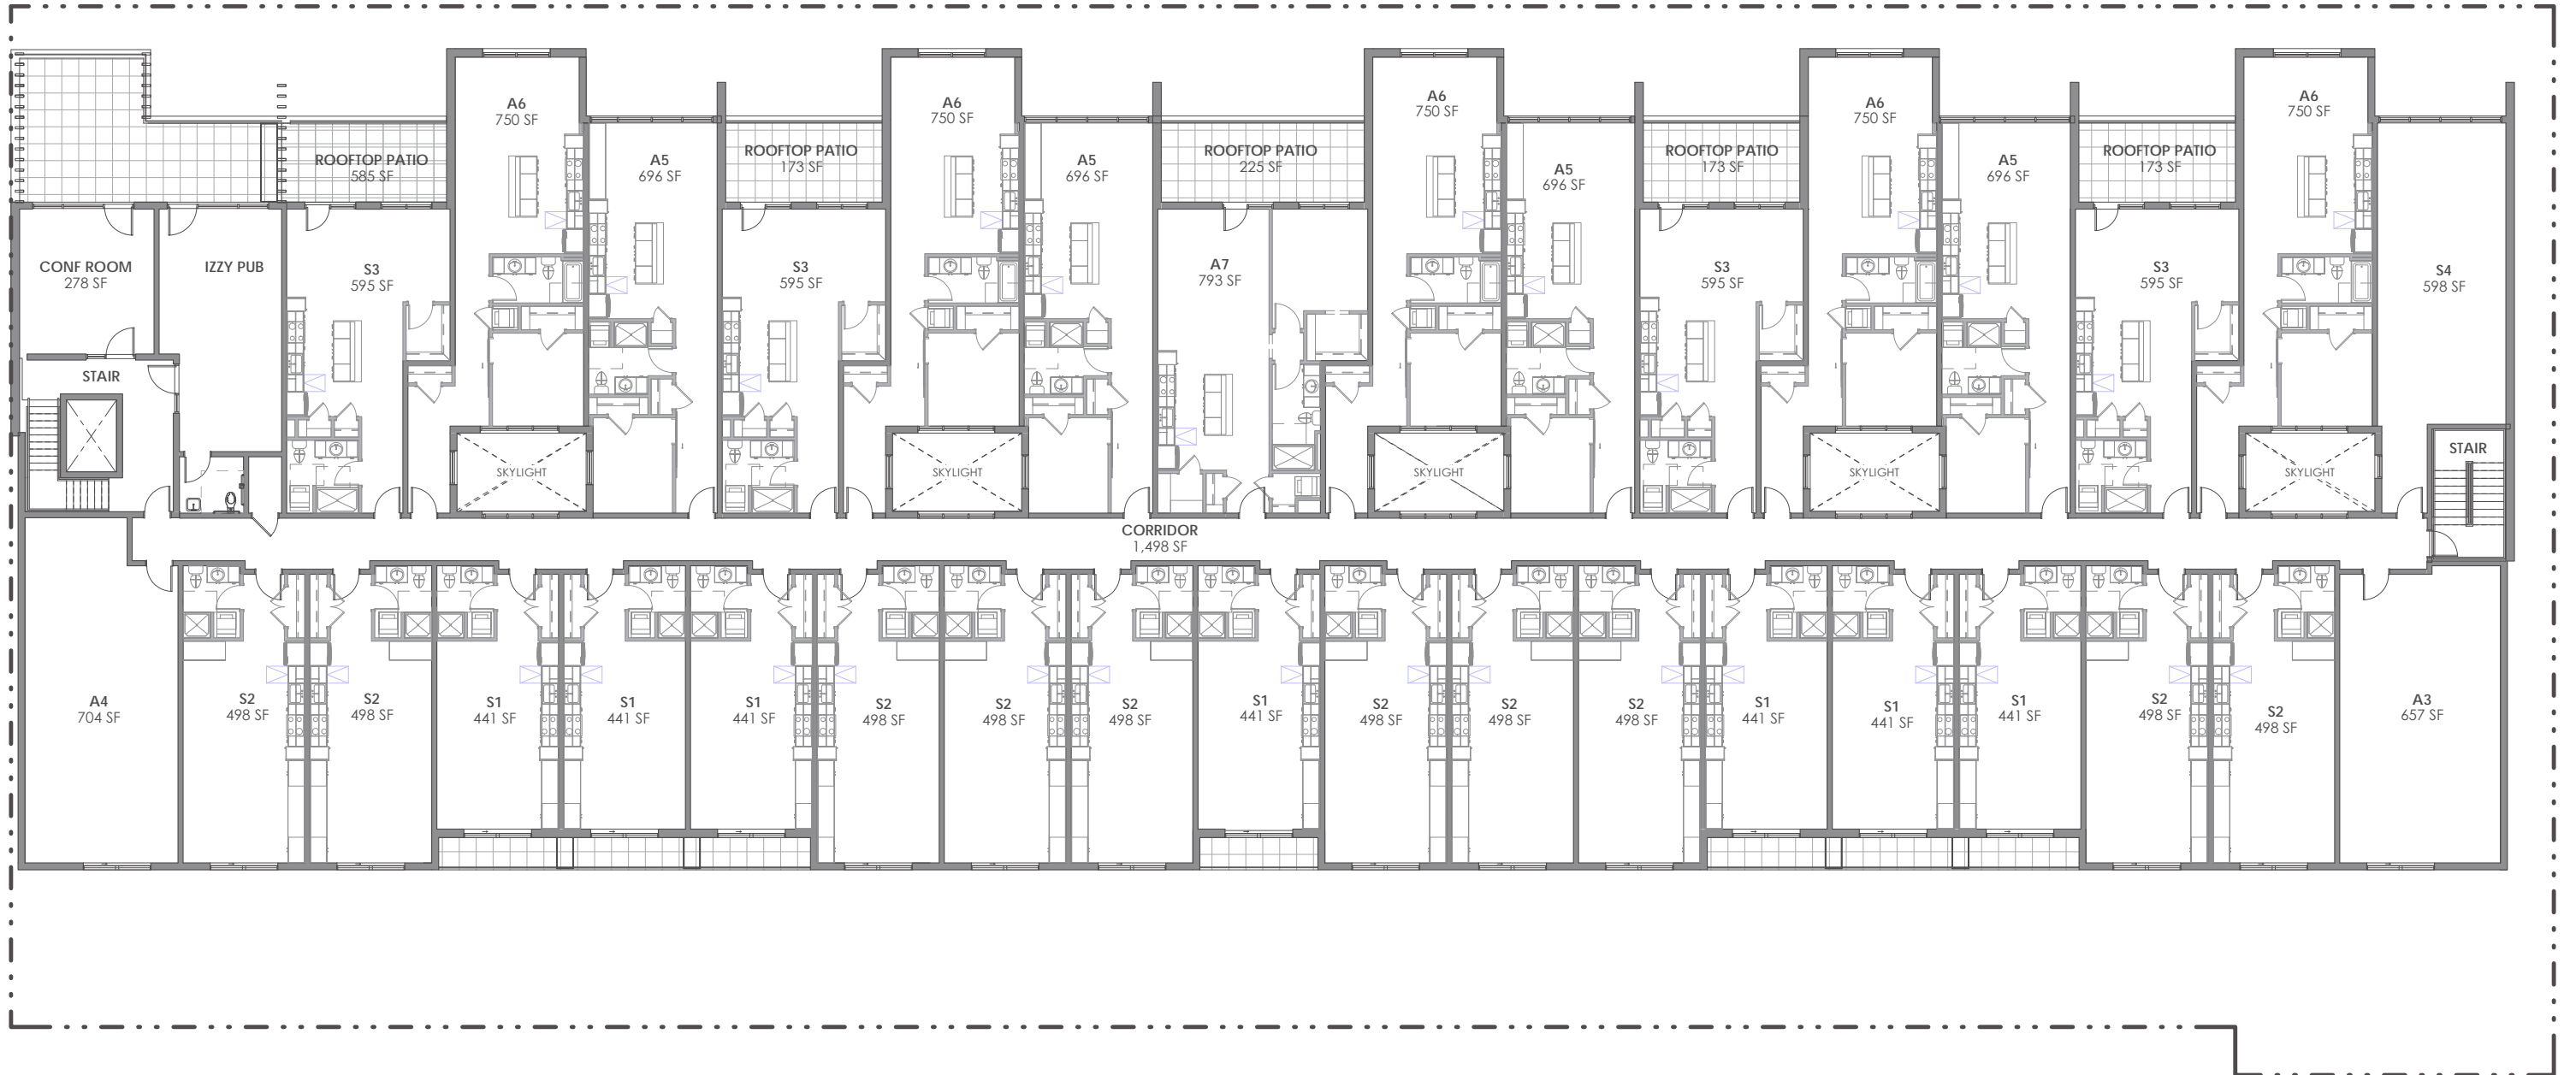 A6
750 SF
A6
750 SF
A6
750 SF
A6
750 SF
A6
750 SF
ROOFTOP PATIO
585 SF
A5
696 SF
ROOFTOP PATIO
173 SF
A5
696 SF
ROOFTOP PATIO
225 SF
A5
696 SF
ROOFTOP PATIO
173 SF
A5
696 SF
ROOFTOP PATIO
173 SF
CONF ROOM
278 SF
IZZY PUB
S3
595 SF
S3
595 SF
A7
793 SF
S3
595 SF
S3
595 SF
S4
598 SF
STAIR
SKYLIGHT
SKYLIGHT
SKYLIGHT
SKYLIGHT
SKYLIGHT
STAIR
CORRIDOR
1,498 SF
A4
704 SF
S2
498 SF
S2
498 SF
S1
441 SF
S1
441 SF
S1
441 SF
S2
498 SF
S2
498 SF
S2
498 SF
S1
441 SF
S2
498 SF
S2
498 SF
S2
498 SF
S1
441 SF
S1
441 SF
S1
441 SF
S2
498 SF
S2
498 SF
A3
657 SF